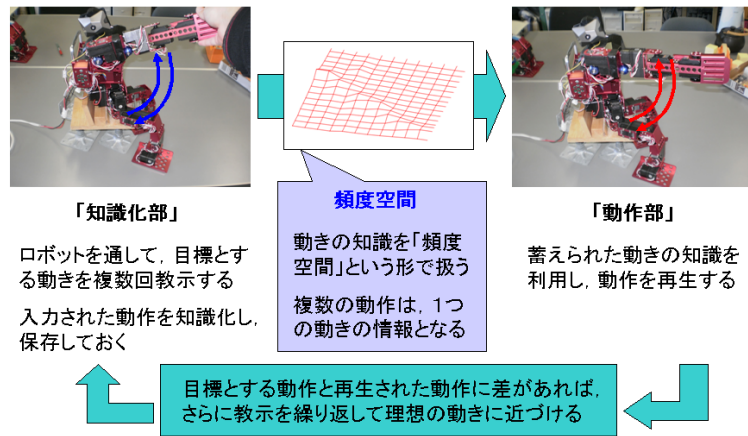 「知識化部」
ロボットを通して，目標とす
る動きを複数回教示する
入力された動作を知識化し，
保存しておく
頻度空間
動きの知識を「頻度
空間」という形で扱う
複数の動作は，１つ
の動きの情報となる
「動作部」
蓄えられた動きの知識を
利用し，動作を再生する
目標とする動作と再生された動作に差があれば，
さらに教示を繰り返して理想の動きに近づける